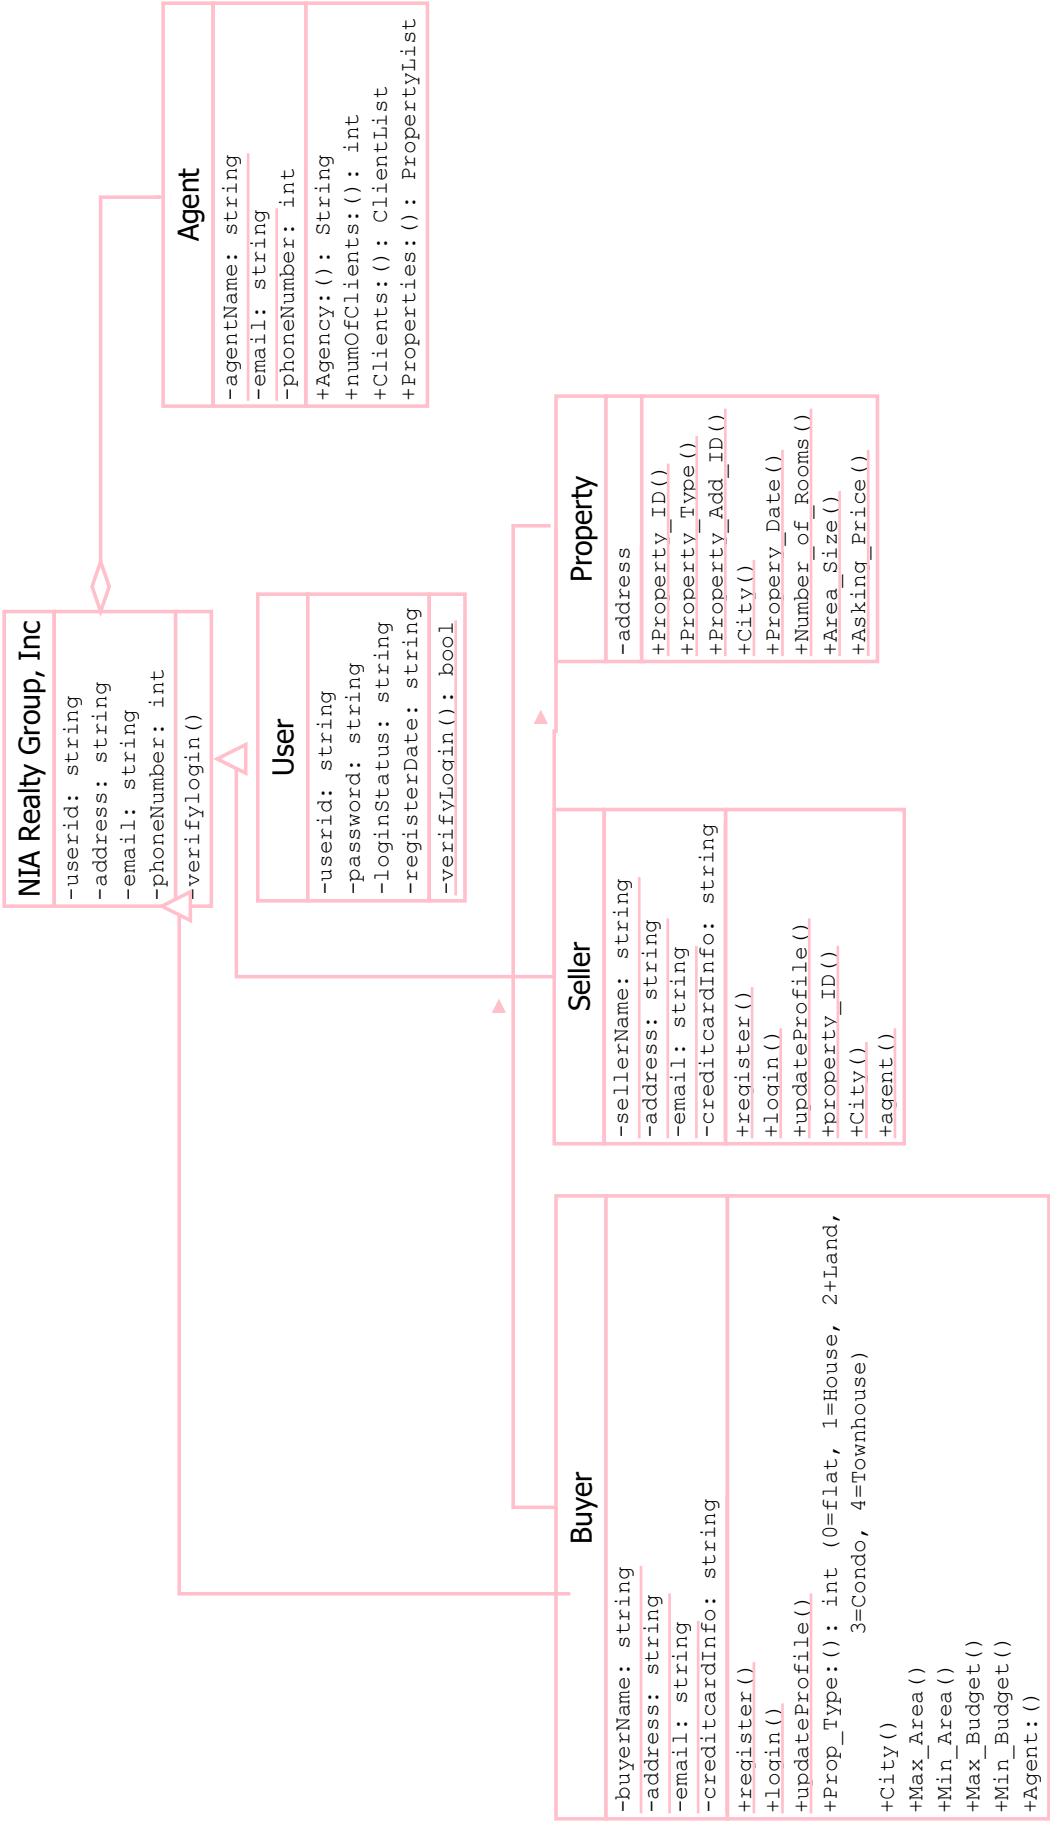 NIA Realty Group, Inc
-userid: string
-address: string
-email: string
-phoneNumber: int
-verifylogin()
Agent
-agentName: string
-email: string
-phoneNumber: int
+Agency:(): String
+numOfClients:(): int
+Clients:(): ClientList
+Properties:(): PropertyList
User
-userid: string
-password: string
-loginStatus: string
-registerDate: string
-verifyLogin(): bool
Buyer
-buyerName: string
-address: string
-email: string
-creditcardInfo: string
+register()
+login()
+updateProfile()
+Prop_Type:(): int (0=flat, 1=House, 2+Land,
3=Condo, 4=Townhouse)
+City()
+Max_Area()
+Min_Area()
+Max_Budget()
+Min_Budget()
+Agent:()
Seller
-sellerName: string
-address: string
-email: string
-creditcardInfo: string
+register()
+login()
+updateProfile()
+property_ID()
+City()
+agent()
Property
-address
+Property_ID()
+Property_Type()
+Property_Add_ID()
+City()
+Propery_Date()
+Number_of_Rooms()
+Area_Size()
+Asking_Price()